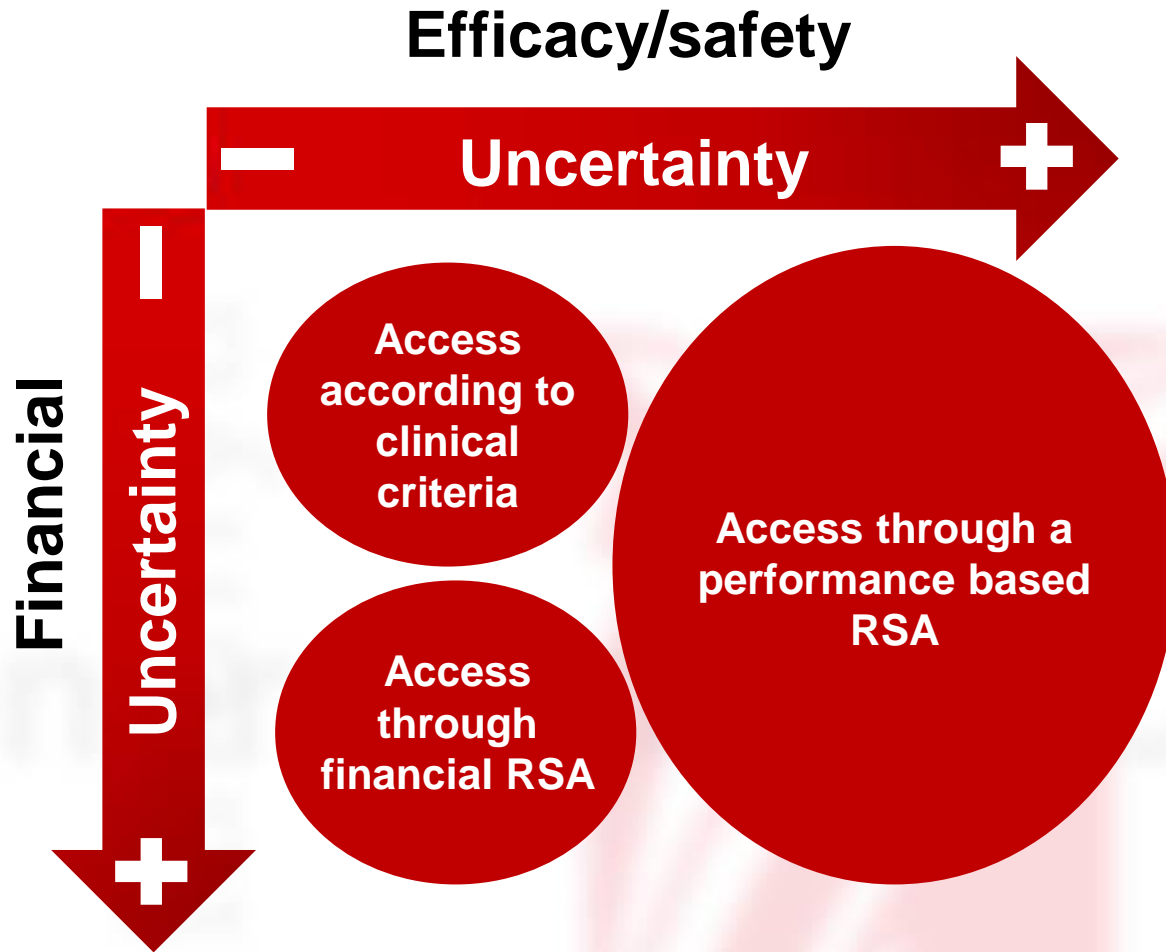 Efficacy/safety
Uncertainty
Financial
Uncertainty
Access
according to
clinical
criteria
Access through a
performance based
RSA
Access
through
financial RSA